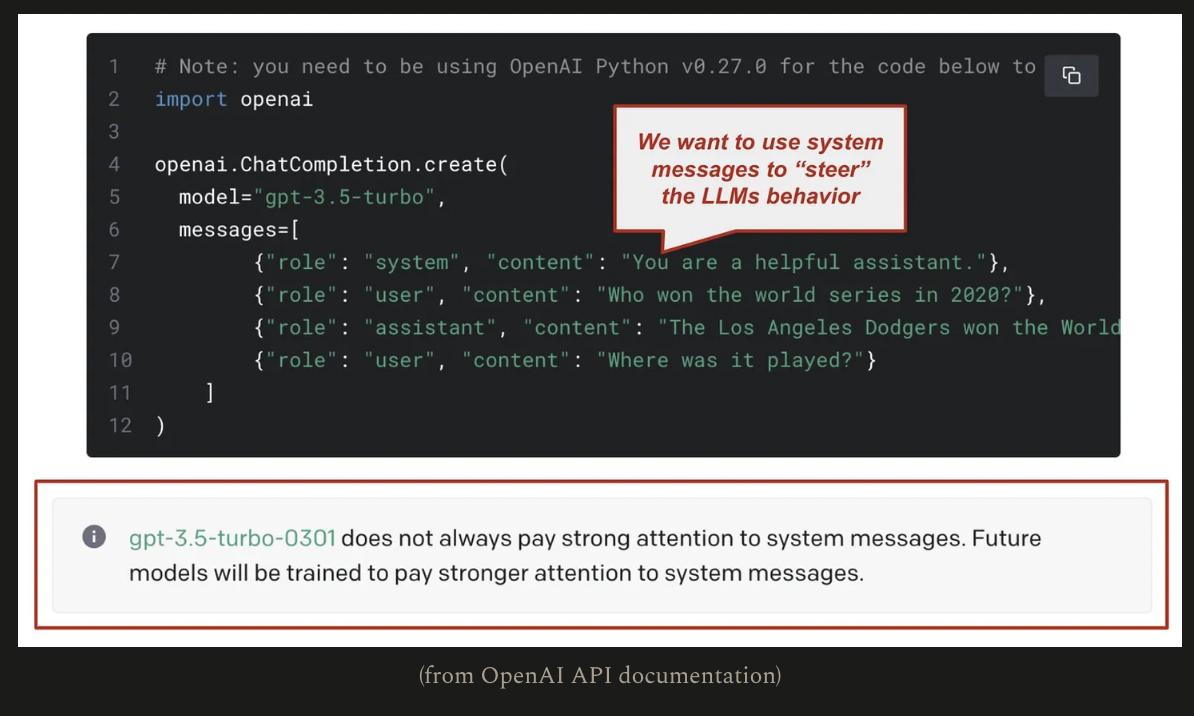 1 # Note: you need to be using OpenAI Python v0.27.0 for the code below to
2 import openai
3
4 openai.ChatCompletion.create(
5   model="gpt-3.5-turbo",
6   messages=[
We want to use system
messages to “steer”
the LLMs behavior
7         {"role": "system", "content": "You are a helpful assistant."},
8         {"role": "user", "content": "Who won the world series in 2020?"},
9         {"role": "assistant", "content": "The Los Angeles Dodgers won the World
10         {"role": "user", "content": "Where was it played?"}
11     ]
12 )
gpt-3.5-turbo-0301 does not always pay strong attention to system messages. Future
models will be trained to pay stronger attention to system messages.
(from OpenAI API documentation)